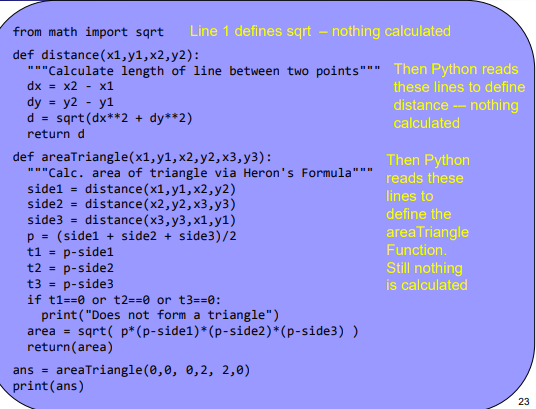 from math import sqrt Line 1 defines sqrt – nothing calculated
def distance(x1,y1,x2,y2):
"""Calculate length of line between two points"""
dx = x2 - x1
dy = y2 - y1
d = sqrt(dx**2 + dy**2)
return d
Then Python reads
these lines to define
distance –- nothing
calculated
def areaTriangle(x1,y1,x2,y2,x3,y3):
"""Calc. area of triangle via Heron's Formula"""
side1 = distance(x1,y1,x2,y2)
side2 = distance(x2,y2,x3,y3)
side3 = distance(x3,y3,x1,y1)
p = (side1 + side2 + side3)/2
t1 = p-side1
t2 = p-side2
t3 = p-side3
if t1==0 or t2==0 or t3==0:
print("Does not form a triangle")
area = sqrt( p*(p-side1)*(p-side2)*(p-side3) )
return(area)
Then Python
reads these
lines to
define the
areaTriangle
Function.
Still nothing
is calculated
ans = areaTriangle(0,0, 0,2, 2,0)
print(ans)
23